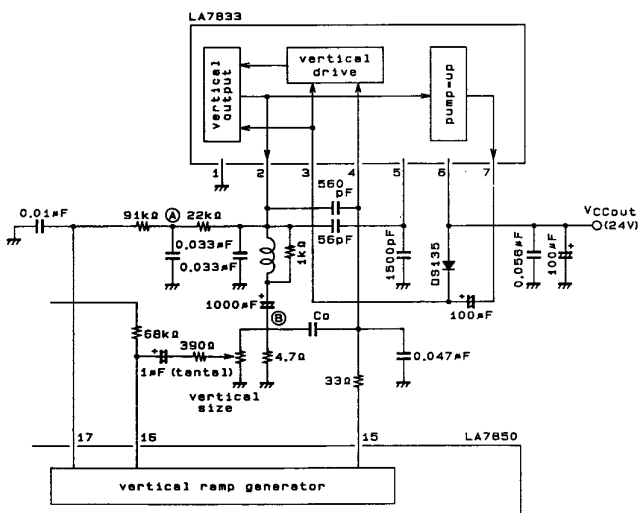 LA7833
vertical
output
vertical
drive
pump-up
1
2
3
4
5
6
7
560
pF
0.01µF
91kΩ
Ⓐ
22kΩ
56pF
0.033µF
0.033µF
1kΩ
1500pF
DS135
VCCout
(24V)
0.056µF
100µF
+
1000µF
+
Ⓑ
Co
+
100µF
68kΩ
+
390Ω
1µF (tantal)
4.7Ω
0.047µF
33Ω
vertical
size
17
16
15
LA7850
vertical ramp generator